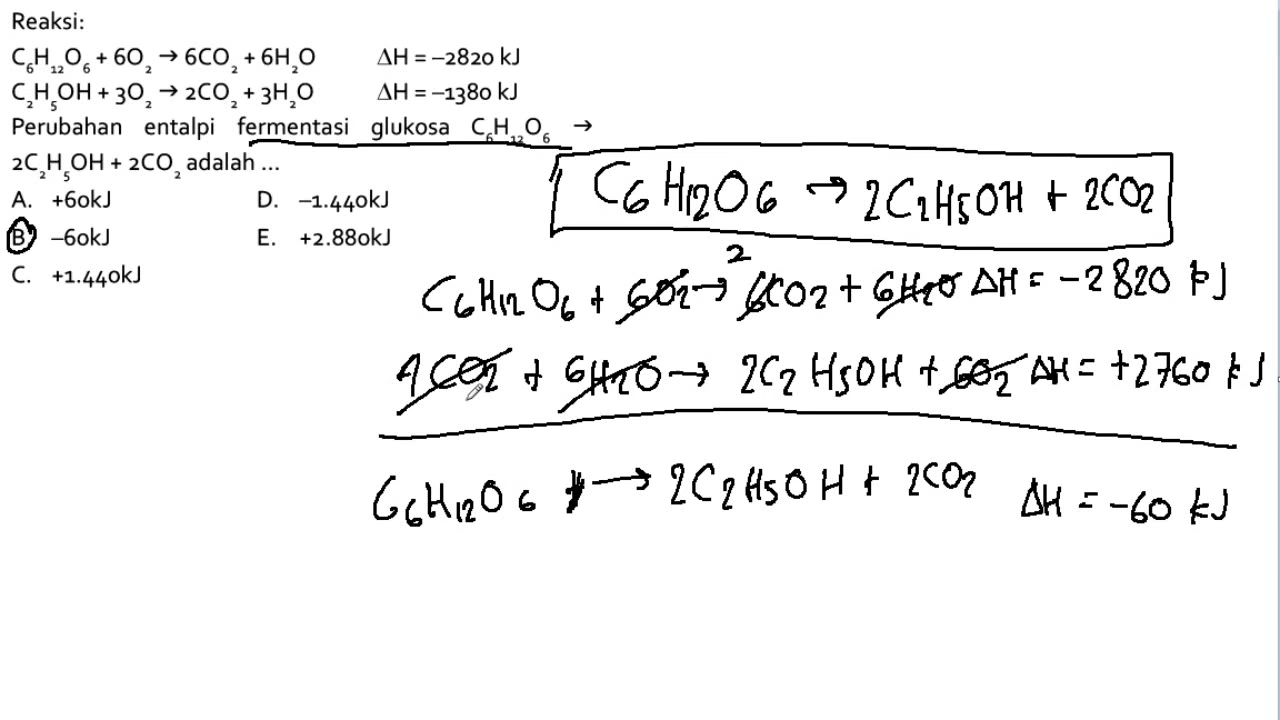 Reaksi:
C₆H₁₂O₆ + 6O₂ → 6CO₂ + 6H₂O ΔH = –2820 kJ
C₂H₅OH + 3O₂ → 2CO₂ + 3H₂O ΔH = –1380 kJ
Perubahan entalpi fermentasi glukosa C₆H₁₂O₆ →
2C₂H₅OH + 2CO₂ adalah ...
A. +60kJ D. –1.440kJ
B. –60kJ E. +2.880kJ
C. +1.440kJ
C6H12O6 → 2C2H5OH + 2CO2
2
C6H12O6 + 6O2 → 6CO2 + 6H2O ΔH = -2820 kJ
4CO2 + 6H2O → 2C2H5OH + 6O2 ΔH = +2760 kJ
C6H12O6 → 2C2H5OH + 2CO2 ΔH = -60 kJ